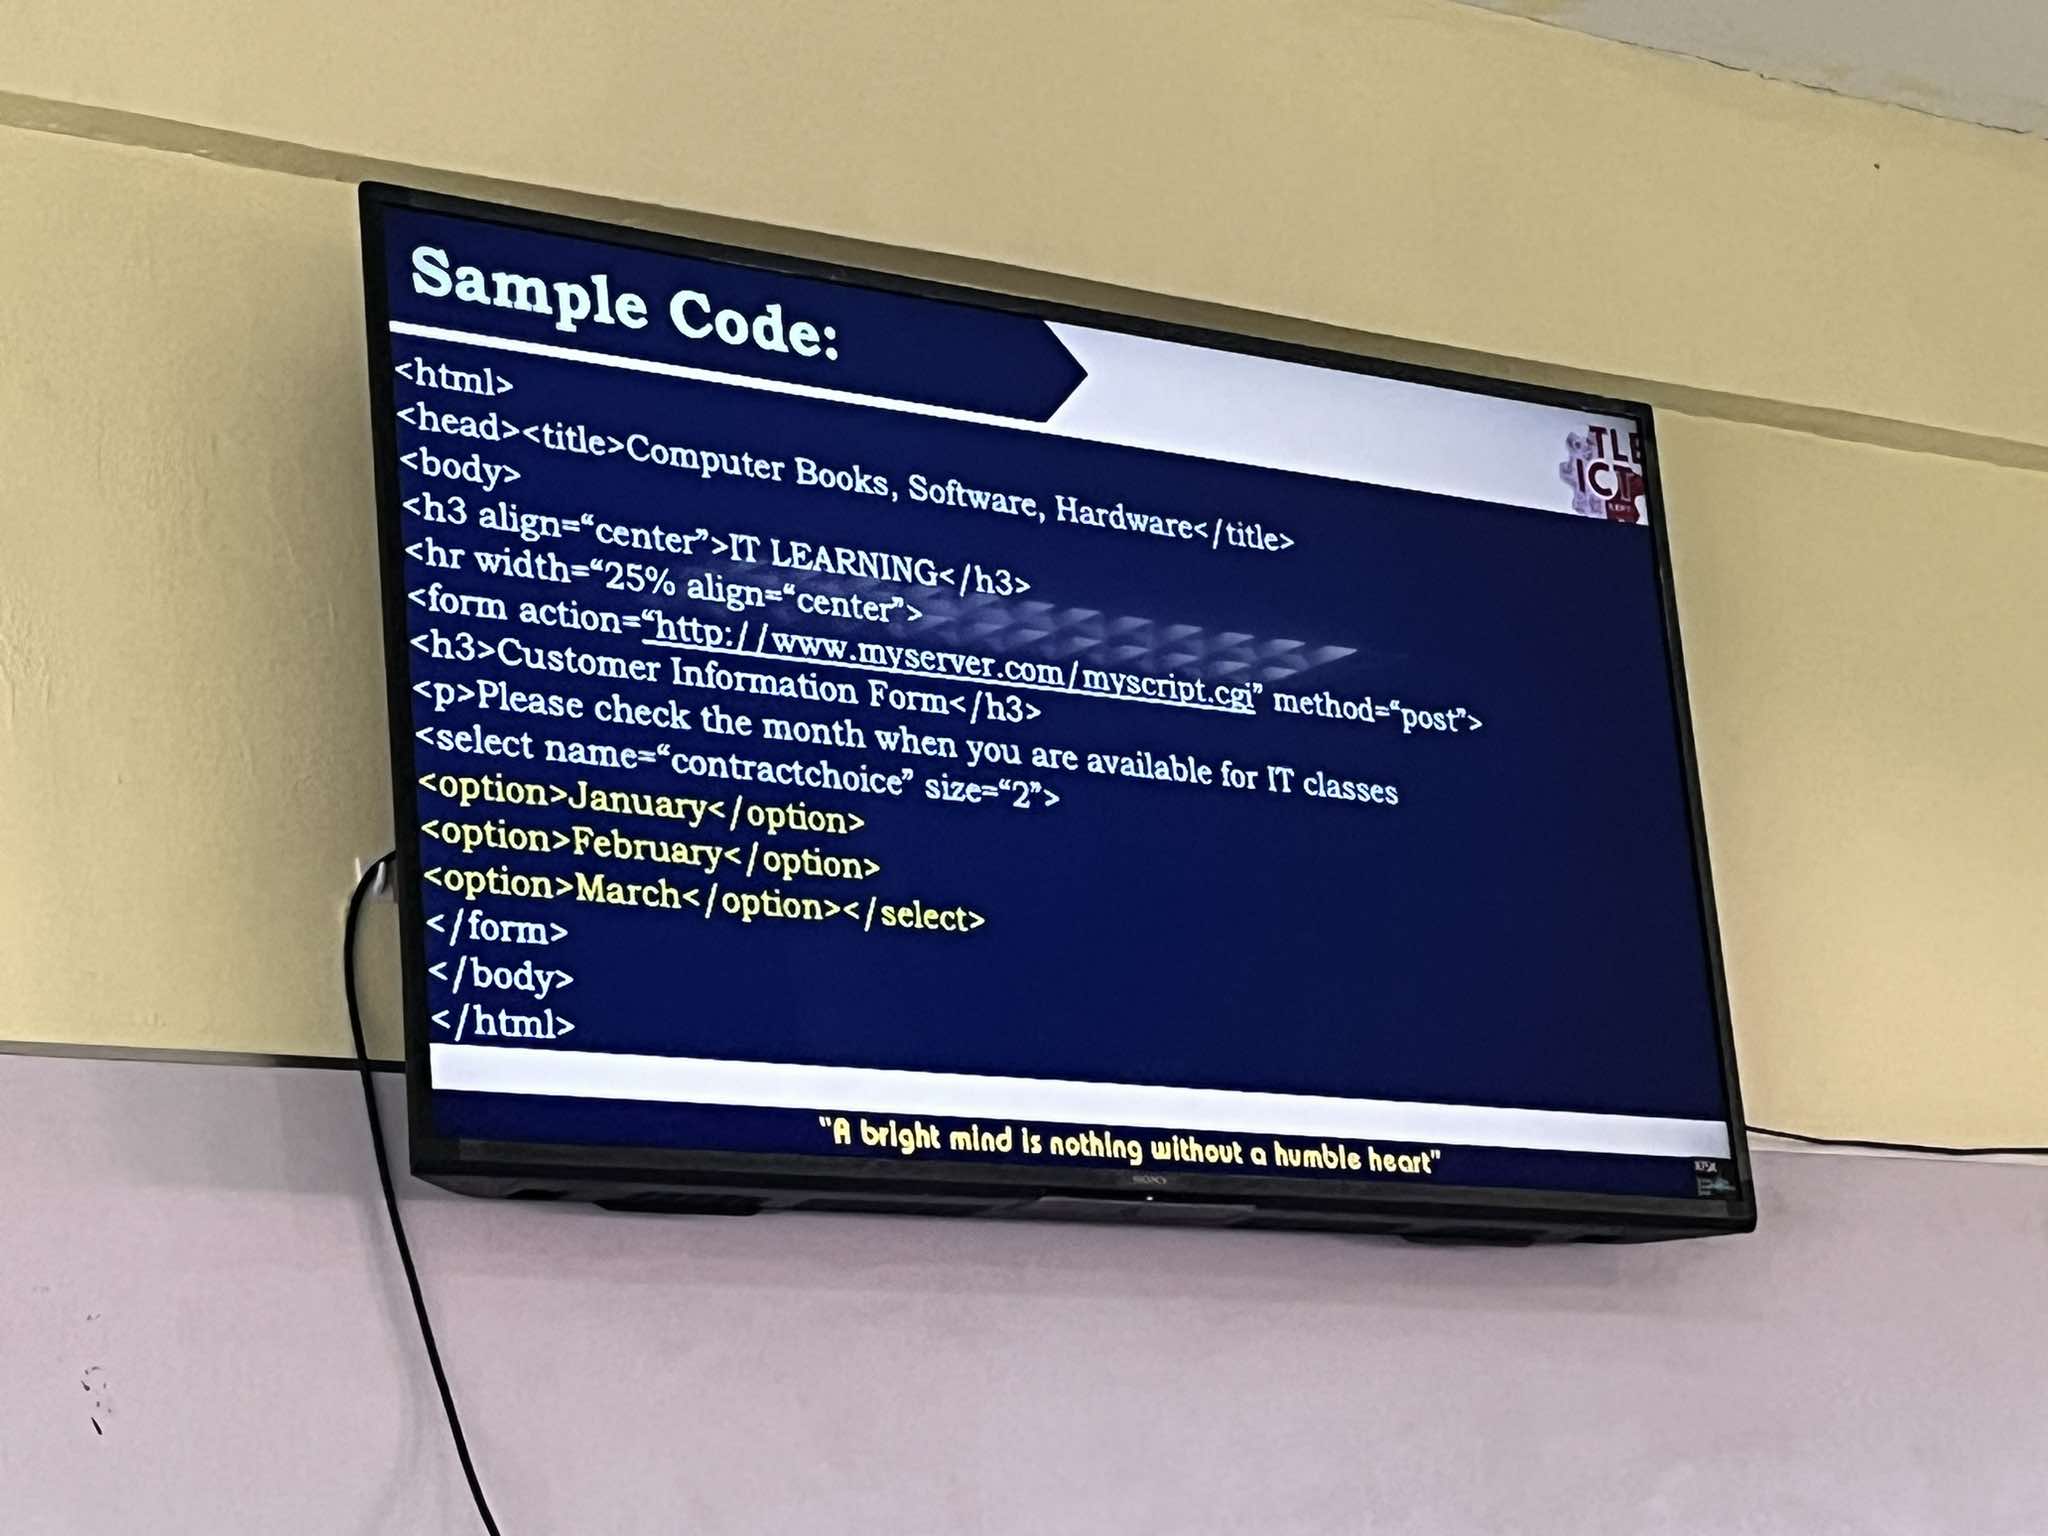 Sample Code:
TLE
ICT
<html>
<head><title>Computer Books, Software, Hardware</title>
<body>
<h3 align=“center”>IT LEARNING</h3>
<hr width=“25% align=“center”>
<form action=“http://www.myserver.com/myscript.cgi” method=“post”>
<h3>Customer Information Form</h3>
<p>Please check the month when you are available for IT classes
<select name=“contractchoice” size=“2”>
<option>January</option>
<option>February</option>
<option>March</option></select>
</form>
</body>
</html>
"A bright mind is nothing without a humble heart"
SONY